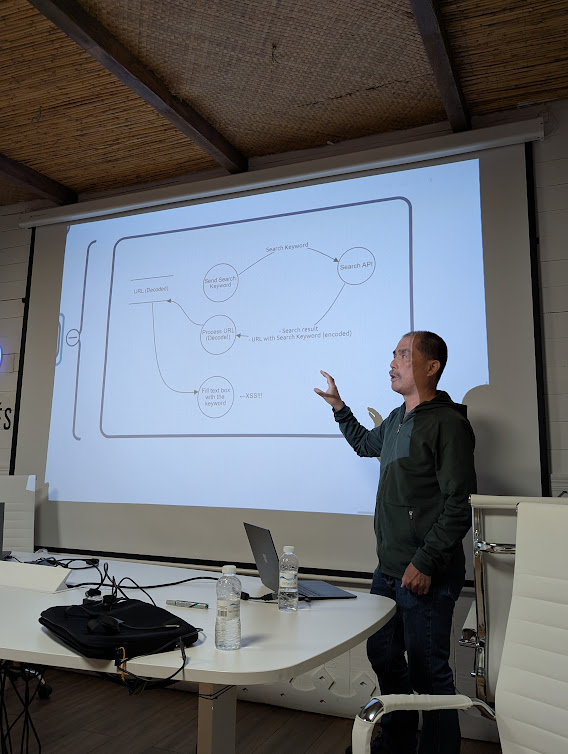 Search Keyword
Send Search
Keyword
Search API
URL (Decoded)
Process URL
(Decode)
- Search result
URL with Search Keyword (encoded)
Fill text box
with the
keyword
←XSS!!
ÉS